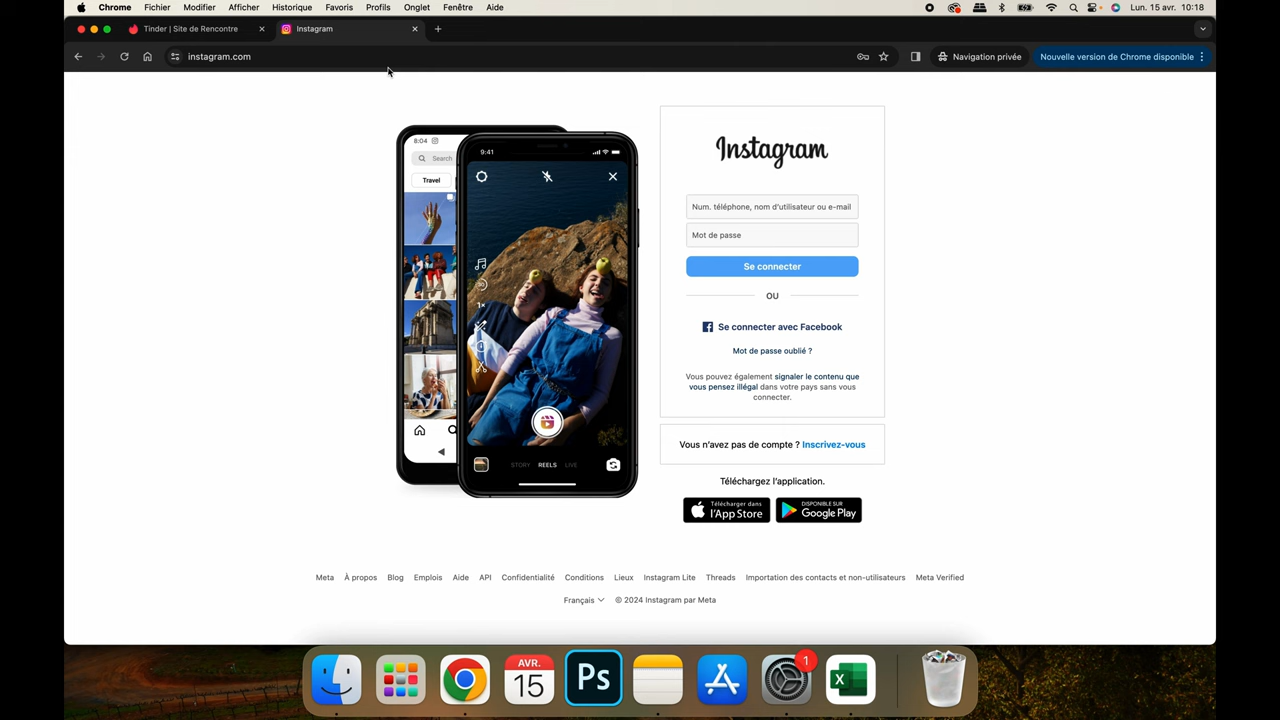 Chrome Fichier Modifier Afficher Historique Favoris Profils Onglet Fenêtre Aide Lun. 15 avr. 10:18
Tinder | Site de Rencontre Instagram
instagram.com Navigation privée Nouvelle version de Chrome disponible
8:04
Search
Travel
9:41
1×
STORY REELS LIVE
Instagram
Num. téléphone, nom d'utilisateur ou e-mail
Mot de passe
Se connecter
OU
Se connecter avec Facebook
Mot de passe oublié ?
Vous pouvez également signaler le contenu que
vous pensez illégal dans votre pays sans vous
connecter.
Vous n'avez pas de compte ? Inscrivez-vous
Téléchargez l'application.
Télécharger dans
l'App Store
DISPONIBLE SUR
Google Play
Meta À propos Blog Emplois Aide API Confidentialité Conditions Lieux Instagram Lite Threads Importation des contacts et non-utilisateurs Meta Verified
Français © 2024 Instagram par Meta
AVR.
15
Ps
1
X